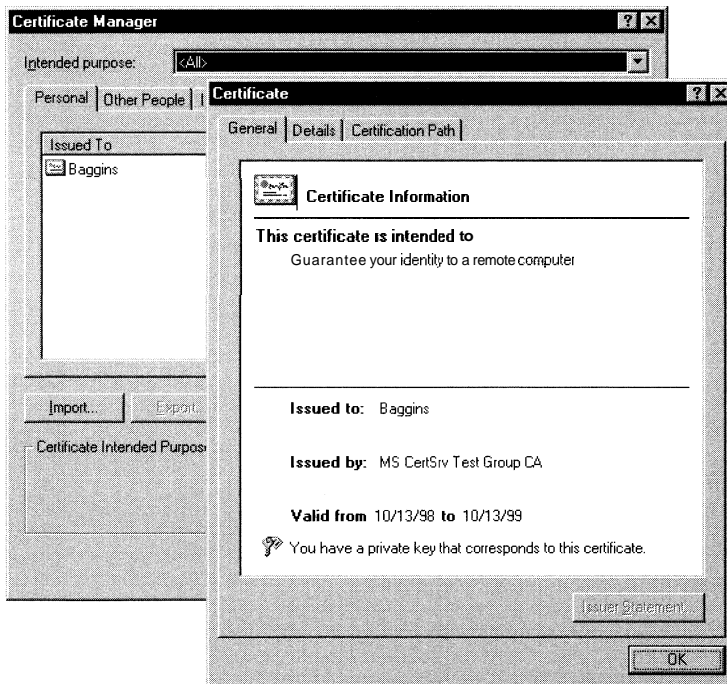 Certificate Manager
Intended purpose: <All>
Personal Other People
Issued To
Baggins
Import... Export.
Certificate Intended Purpos
Certificate
General Details Certification Path
Certificate Information
This certificate is intended to
Guarantee your identity to a remote computer
Issued to: Baggins
Issued by: MS CertSrv Test Group CA
Valid from 10/13/98 to 10/13/99
You have a private key that corresponds to this certificate.
Issuer Statement...
OK